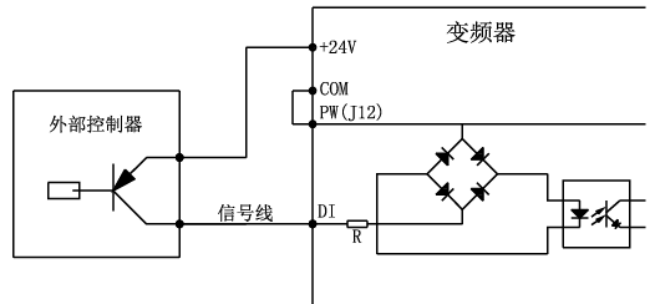 变频器
+24V
COM
PW(J12)
外部控制器
信号线
DI
R